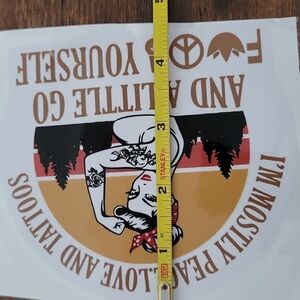 I'M MOSTLY PEA...LOVE AND TATTOOS
AND A LITTLE GO
F
YOURSELF
1
2
3
4
5
STANLEY